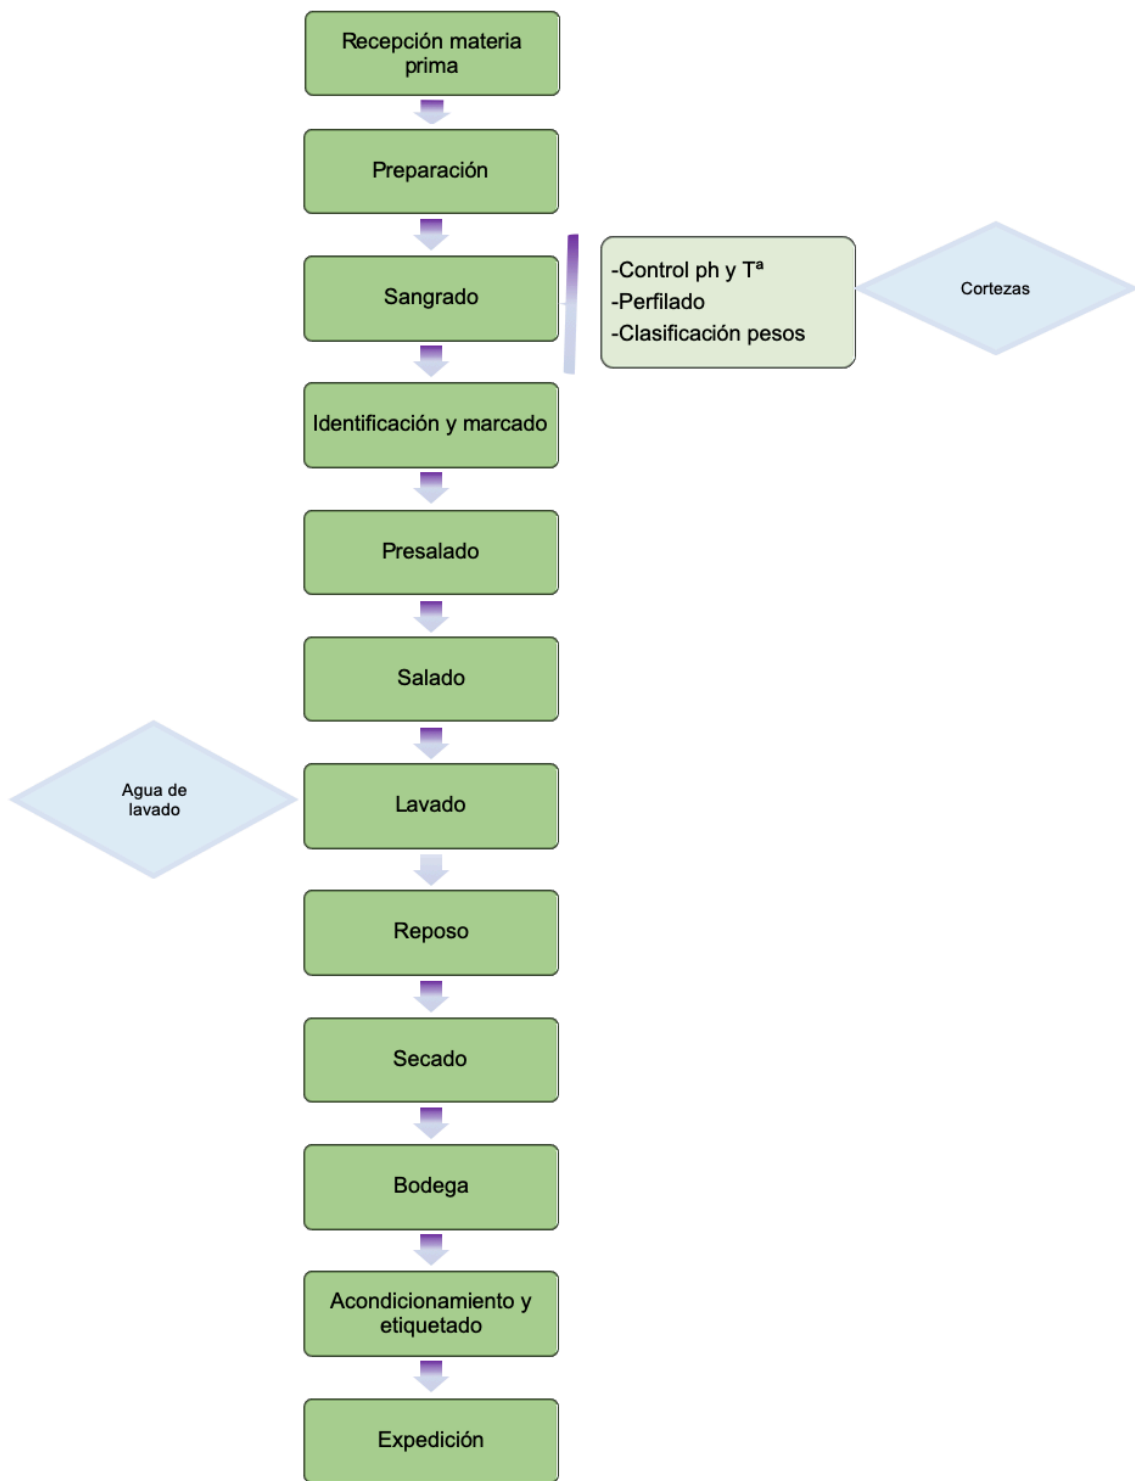 Recepción materia
prima
Preparación
Sangrado
-Control ph y Tª
-Perfilado
-Clasificación pesos
Cortezas
Identificación y marcado
Presalado
Salado
Agua de
lavado
Lavado
Reposo
Secado
Bodega
Acondicionamiento y
etiquetado
Expedición